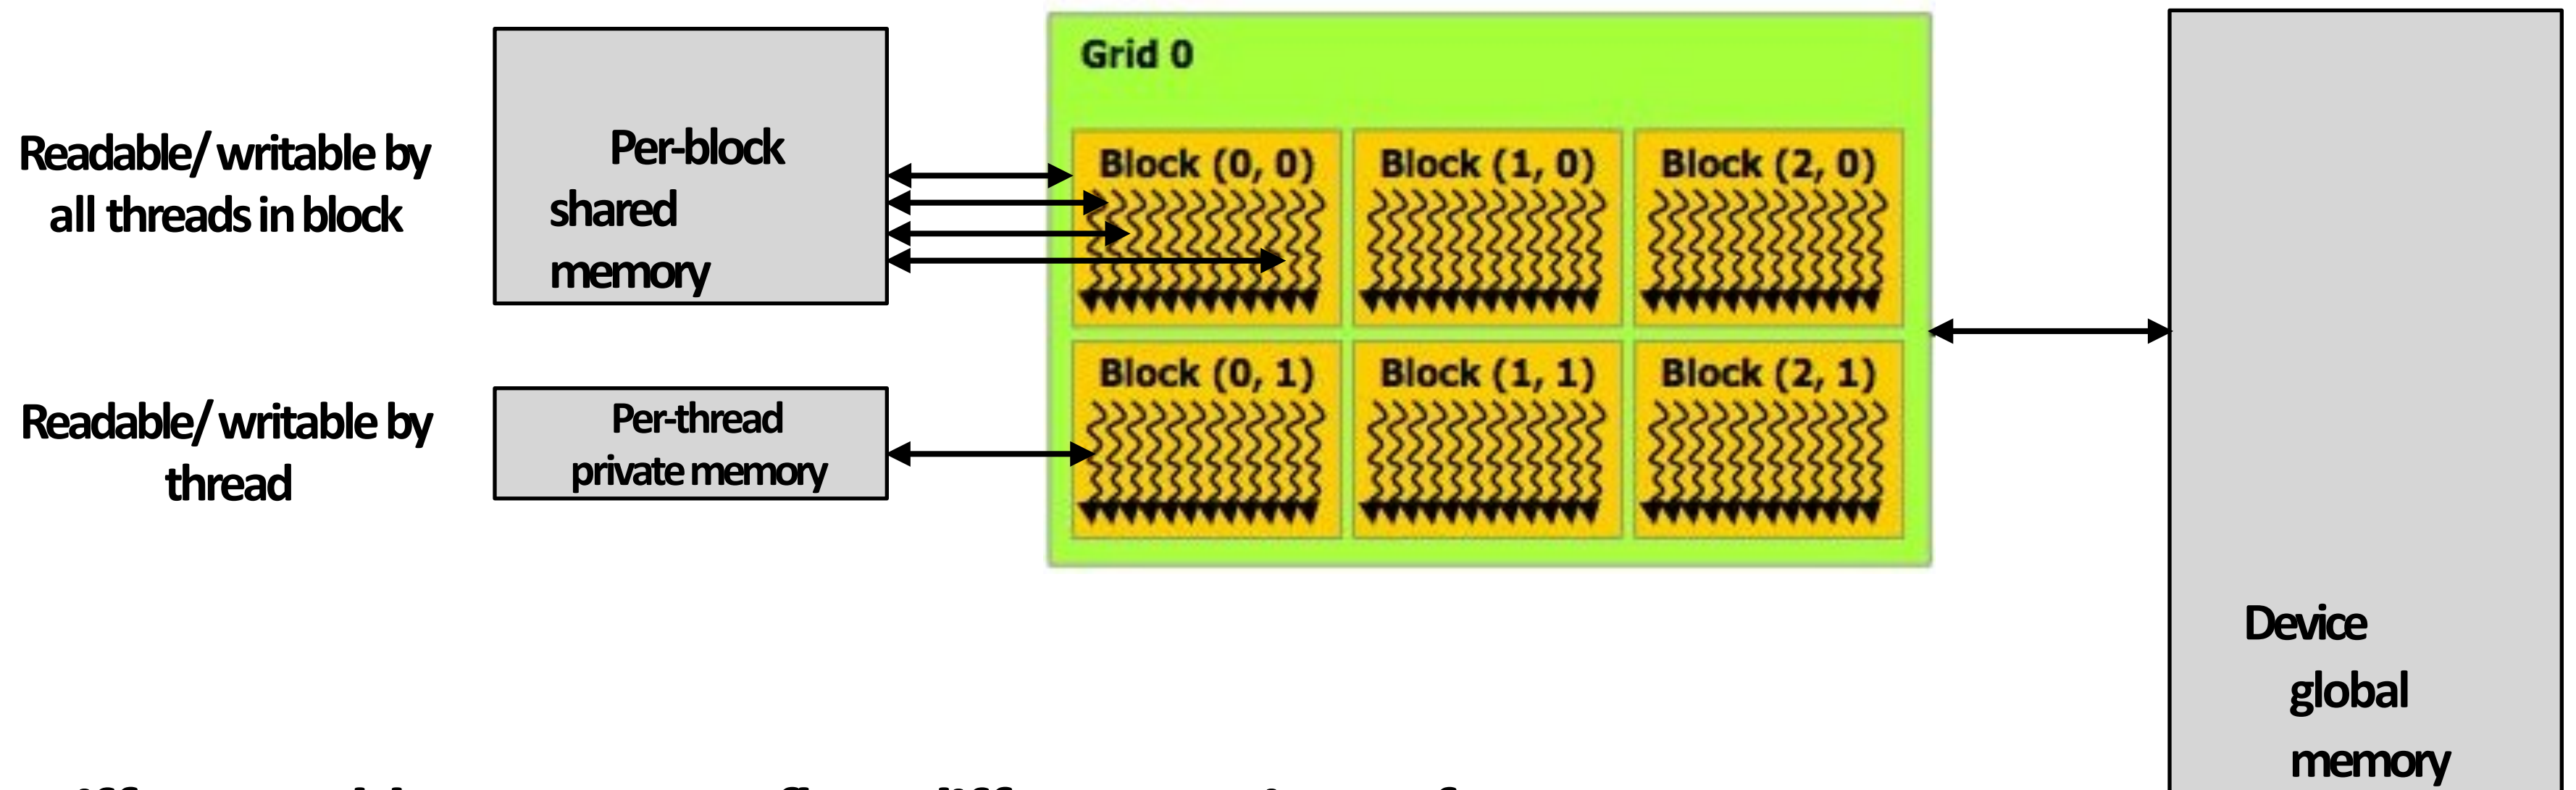 Readable/ writable by
all threads in block
Per-block
shared
memory
Readable/ writable by
thread
Per-thread
private memory
Grid 0
Block (0, 0)
Block (1, 0)
Block (2, 0)
Block (0, 1)
Block (1, 1)
Block (2, 1)
Device
global
memory